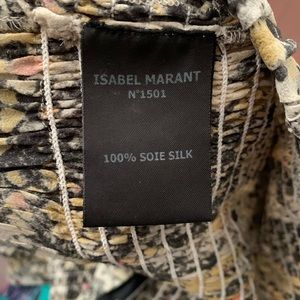 ISABEL MARANT
N°1501
100% SOIE SILK